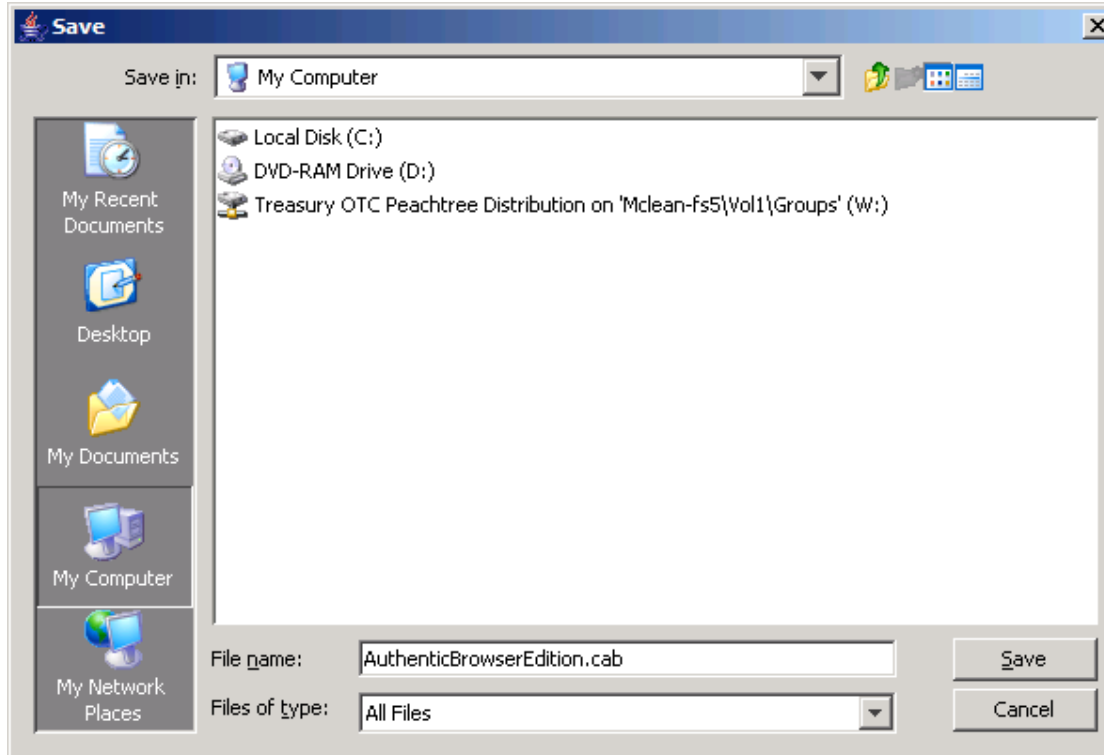 Save
Save in:
My Computer
My Recent
Documents
Desktop
My Documents
My Computer
My Network
Places
Local Disk (C:)
DVD-RAM Drive (D:)
Treasury OTC Peachtree Distribution on 'Mclean-fs5\Vol1\Groups' (W:)
File name:
AuthenticBrowserEdition.cab
Save
Files of type:
All Files
Cancel